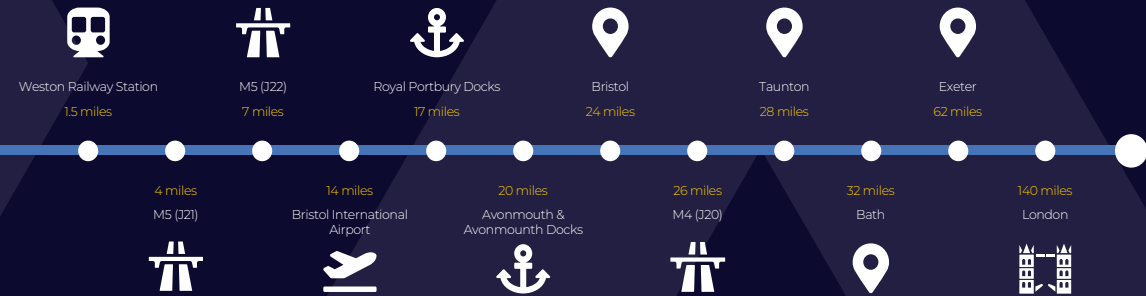 Weston Railway Station
1.5 miles
M5 (J22)
7 miles
Royal Portbury Docks
17 miles
Bristol
24 miles
Taunton
28 miles
Exeter
62 miles
4 miles
M5 (J21)
14 miles
Bristol International
Airport
20 miles
Avonmouth &
Avonmounth Docks
26 miles
M4 (J20)
32 miles
Bath
140 miles
London